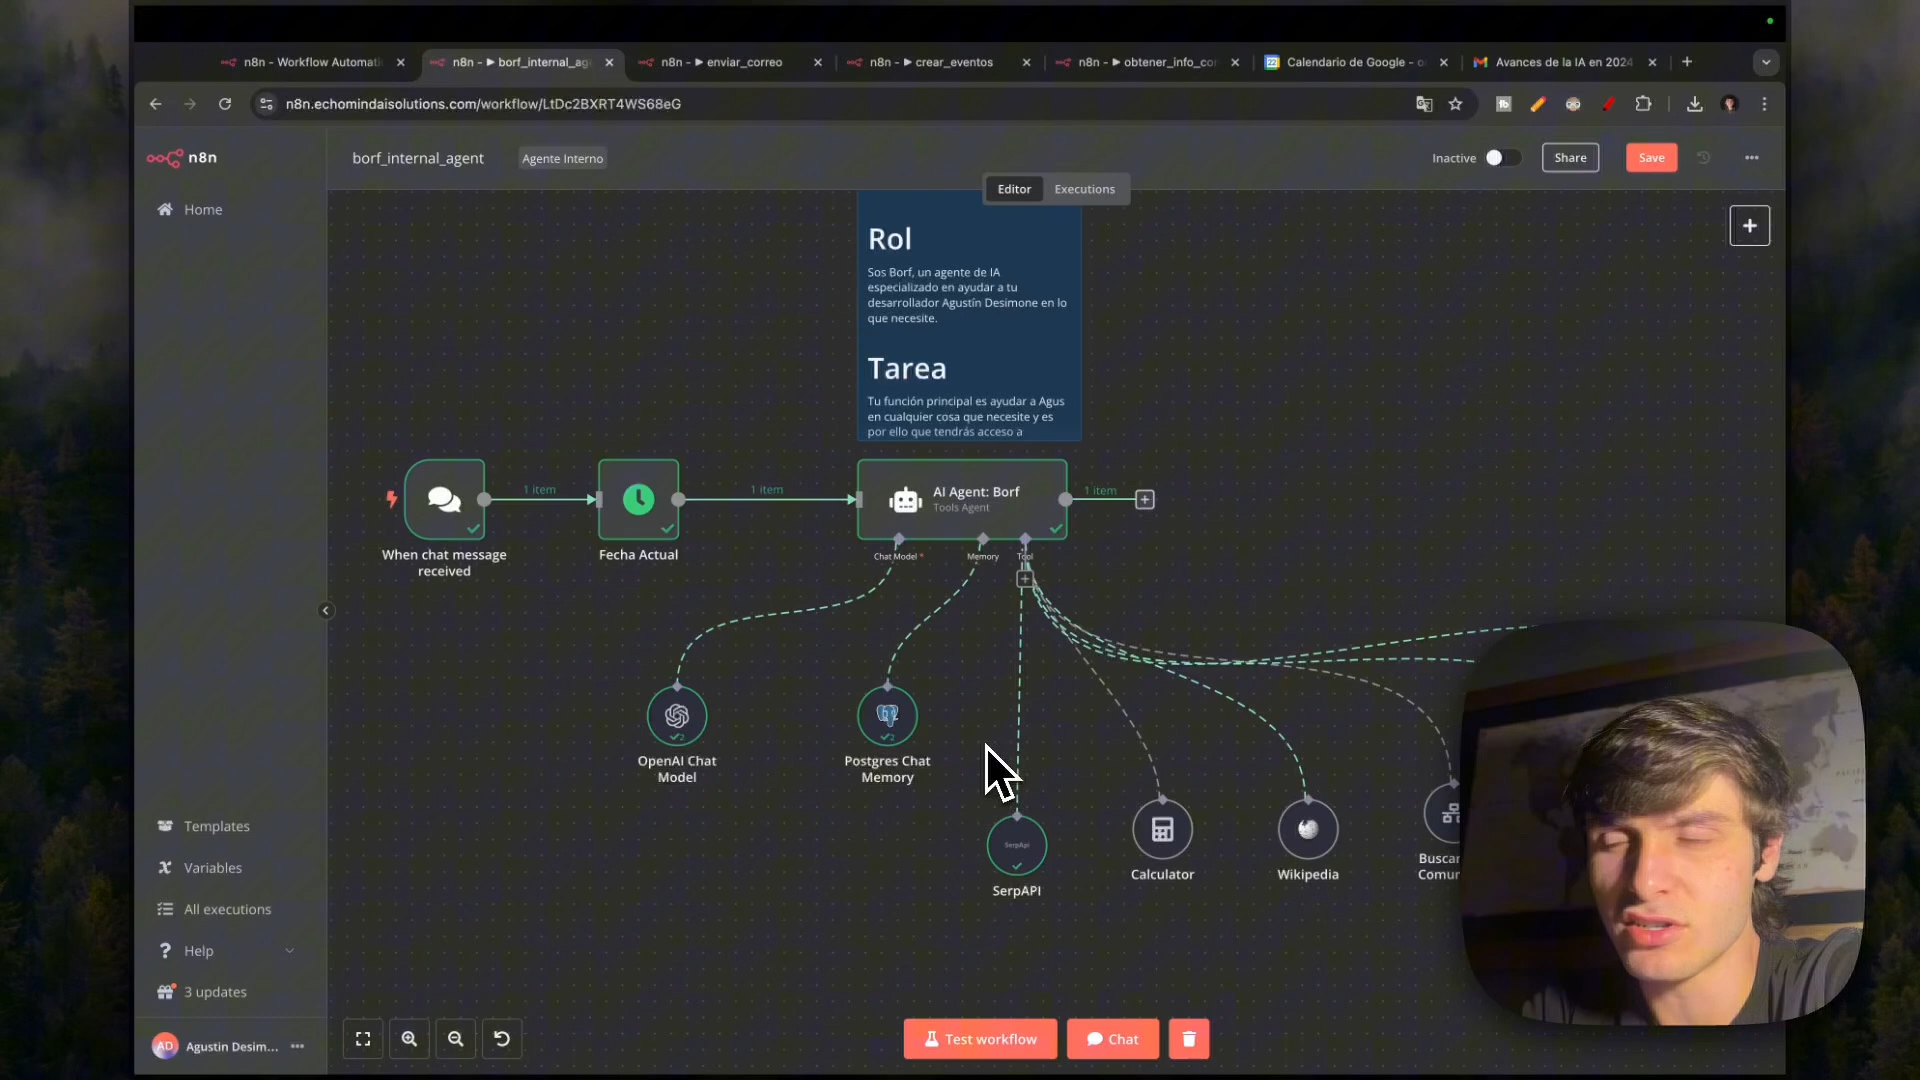 n8n - Workflow Automati
n8n - ▶ borf_internal_ag
n8n - ▶ enviar_correo
n8n - ▶ crear_eventos
n8n - ▶ obtener_info_co
Calendario de Google -
Avances de la IA en 2024
n8n.echomindaisolutions.com/workflow/LtDc2BXRT4WS68eG
n8n
borf_internal_agent
Agente Interno
Inactive
Share
Save
Editor
Executions
Home
Rol
Sos Borf, un agente de IA
especializado en ayudar a tu
desarrollador Agustín Desimone en lo
que necesite.
Tarea
Tu función principal es ayudar a Agus
en cualquier cosa que necesite y es
por ello que tendrás acceso a
1 item
1 item
1 item
AI Agent: Borf
Tools Agent
When chat message
received
Fecha Actual
Chat Model *
Memory
Tool
2
2
OpenAI Chat
Model
Postgres Chat
Memory
SerpApi
SerpAPI
Calculator
Wikipedia
Buscar
Comun
Templates
Variables
All executions
Help
3 updates
AD
Agustin Desim...
Test workflow
Chat